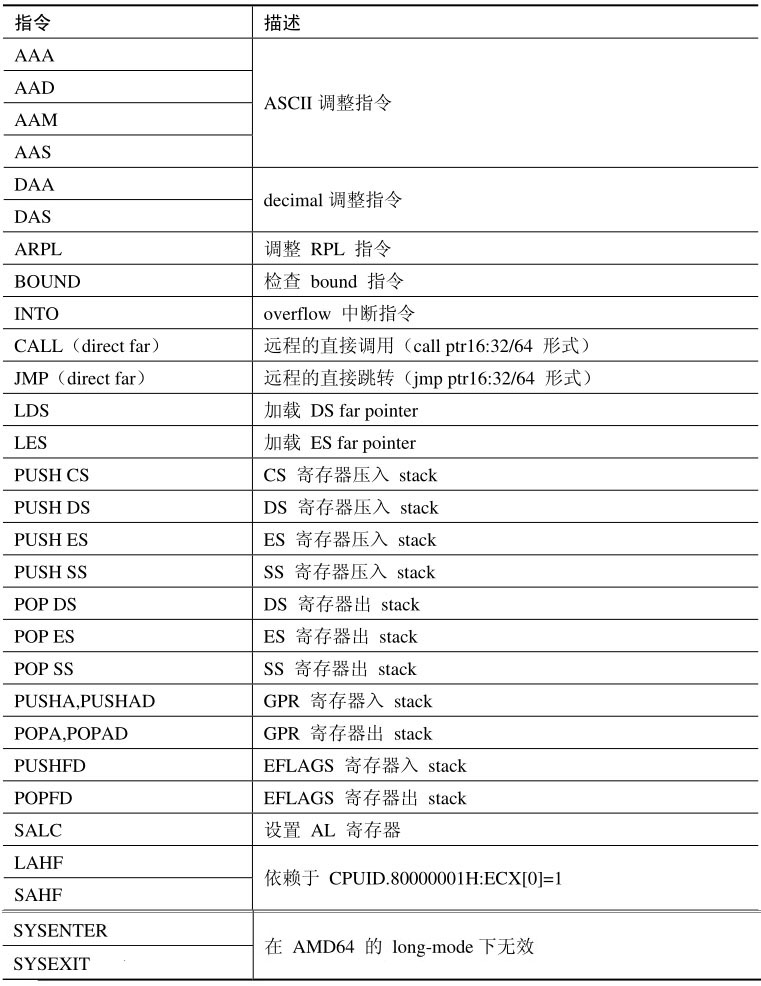 指令 描述
AAA
AAD
ASCII 调整指令
AAM
AAS
DAA
decimal 调整指令
DAS
ARPL 调整 RPL 指令
BOUND 检查 bound 指令
INTO overflow 中断指令
CALL（direct far） 远程的直接调用（call ptr16:32/64 形式）
JMP（direct far） 远程的直接跳转（jmp ptr16:32/64 形式）
LDS 加载 DS far pointer
LES 加载 ES far pointer
PUSH CS CS 寄存器压入 stack
PUSH DS DS 寄存器压入 stack
PUSH ES ES 寄存器压入 stack
PUSH SS SS 寄存器压入 stack
POP DS DS 寄存器出 stack
POP ES ES 寄存器出 stack
POP SS SS 寄存器出 stack
PUSHA,PUSHAD GPR 寄存器入 stack
POPA,POPAD GPR 寄存器出 stack
PUSHFD EFLAGS 寄存器入 stack
POPFD EFLAGS 寄存器出 stack
SALC 设置 AL 寄存器
LAHF
依赖于 CPUID.80000001H:ECX[0]=1
SAHF
SYSENTER
在 AMD64 的 long-mode 下无效
SYSEXIT